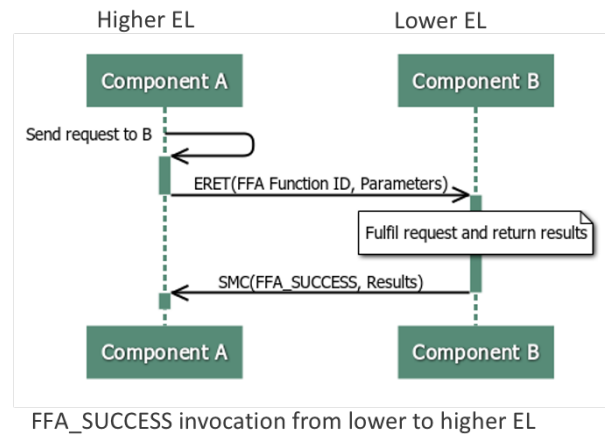 Higher EL
Lower EL
Component A
Component B
Send request to B
ERET(FFA Function ID, Parameters)
Fulfil request and return results
SMC(FFA_SUCCESS, Results)
Component A
Component B
FFA_SUCCESS invocation from lower to higher EL